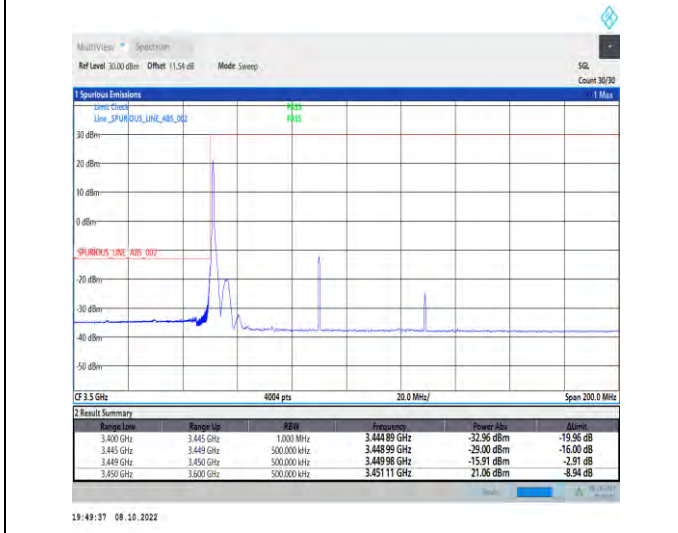 MultiView Spectrum
Ref Level 30.00 dBm Offset 11.54 dB Mode Sweep SGL
Count 30/30
1 Spurious Emissions 1 Max
Limit Check PASS
Line _SPURIOUS_LINE_ABS_002 PASS
30 dBm
20 dBm
10 dBm
0 dBm
SPURIOUS_LINE_ABS_002
-20 dBm
-30 dBm
-40 dBm
-50 dBm
CF 3.5 GHz 4004 pts 20.0 MHz/ Span 200.0 MHz
2 Result Summary
Range Low Range Up RBW Frequency Power Abs ΔLimit
3.400 GHz 3.445 GHz 1.000 MHz 3.444 89 GHz -32.96 dBm -19.96 dB
3.445 GHz 3.449 GHz 500.000 kHz 3.448 99 GHz -29.00 dBm -16.00 dB
3.449 GHz 3.450 GHz 500.000 kHz 3.449 98 GHz -15.91 dBm -2.91 dB
3.450 GHz 3.600 GHz 500.000 kHz 3.451 11 GHz 21.06 dBm -8.94 dB
19:49:37 08.10.2022